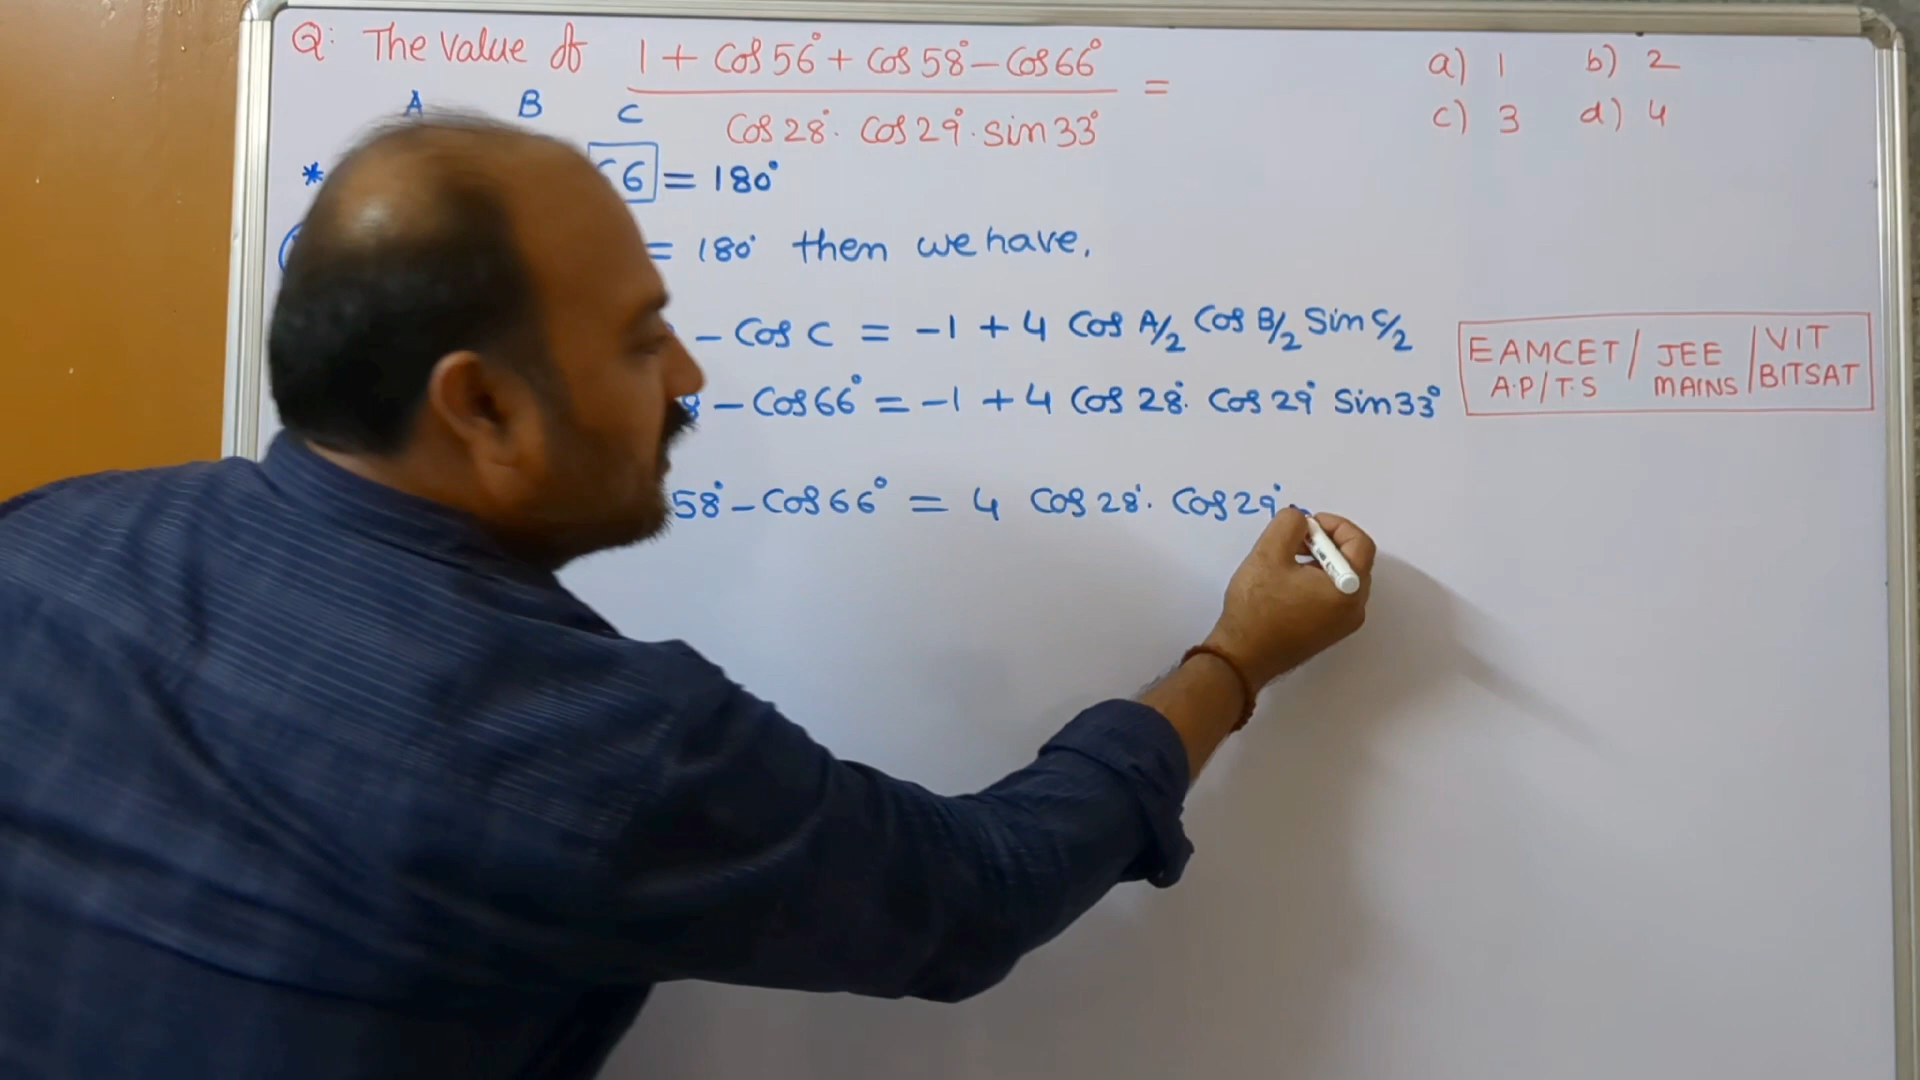 Q: The value of 1 + Cos 56° + Cos 58° – Cos 66° / Cos 28°. Cos 29°. sin 33° =
a) 1 b) 2
c) 3 d) 4
A B C
* 66 = 180°
= 180° then we have,
– Cos C = –1 + 4 Cos A/2 Cos B/2 Sin C/2
8 – Cos 66° = –1 + 4 Cos 28°. Cos 29° Sin 33°
58° – Cos 66° = 4 Cos 28°. Cos 29°.
EAMCET / JEE / VIT
A.P/T.S MAINS BITSAT